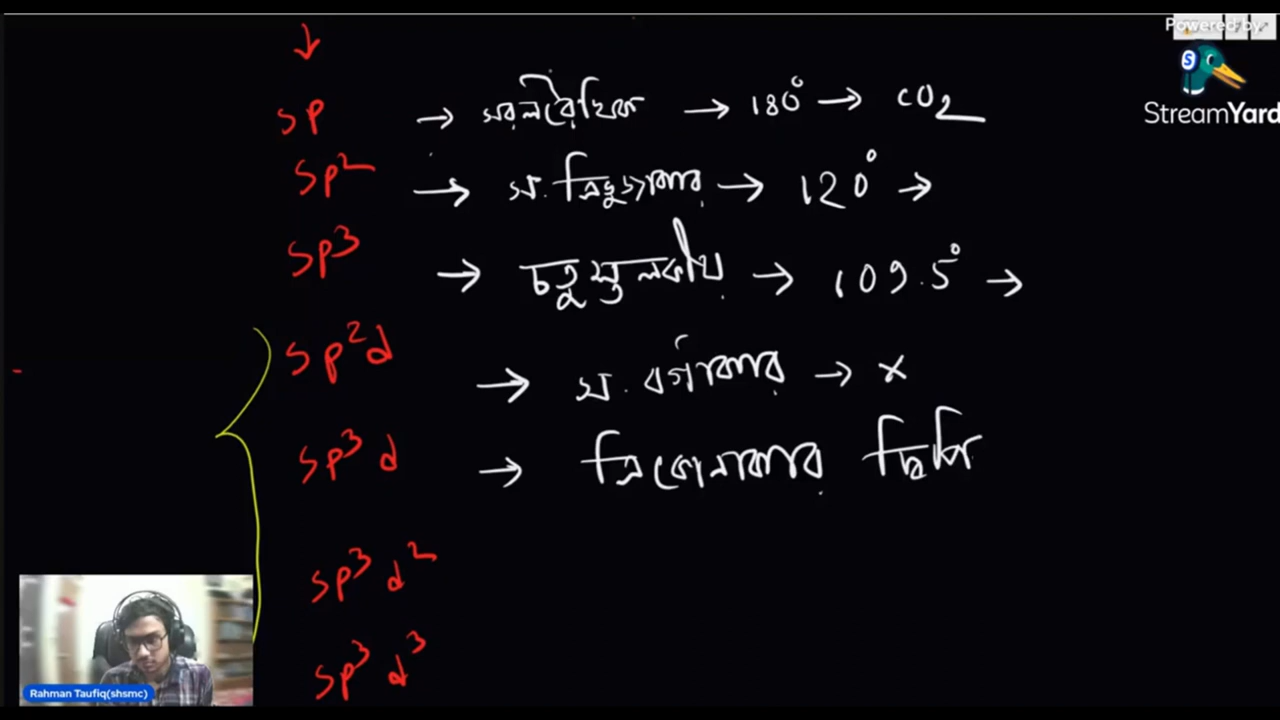 Powered by
StreamYard
↓
sp → সরলরৈখিক → 180° → CO2
sp² → স. ত্রিভুজাকার → 120° →
sp³ → চতুস্তলকীয় → 109.5° →
sp²d → স. বর্গাকার → ×
sp³d → ত্রিকোনাকার দ্বিপি
sp³d²
sp³d³
Rahman Taufiq(shsmc)